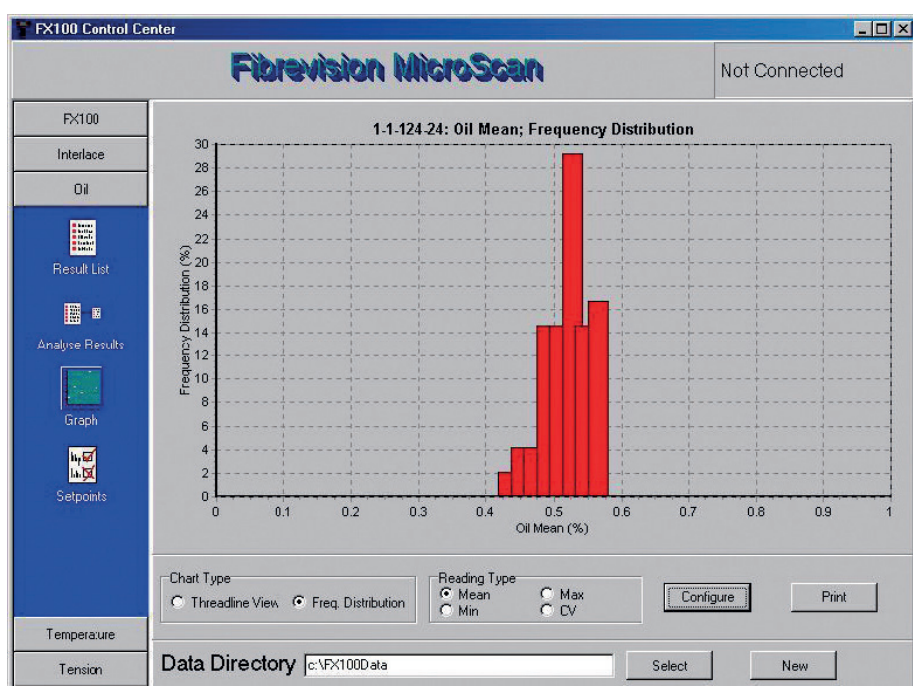 FX100 Control Center
Fibrevision MicroScan
Not Connected
FX100
Interlace
Oil
Result List
Analyse Results
Graph
Setpoints
Temperature
Tension
1-1-124-24: Oil Mean; Frequency Distribution
Frequency Distribution (%)
30
28
26
24
22
20
18
16
14
12
10
8
6
4
2
0
0 0.1 0.2 0.3 0.4 0.5 0.6 0.7 0.8 0.9 1
Oil Mean (%)
Chart Type
Threadline View Freq. Distribution
Reading Type
Mean Max
Min CV
Configure
Print
Data Directory c:\FX100Data Select New